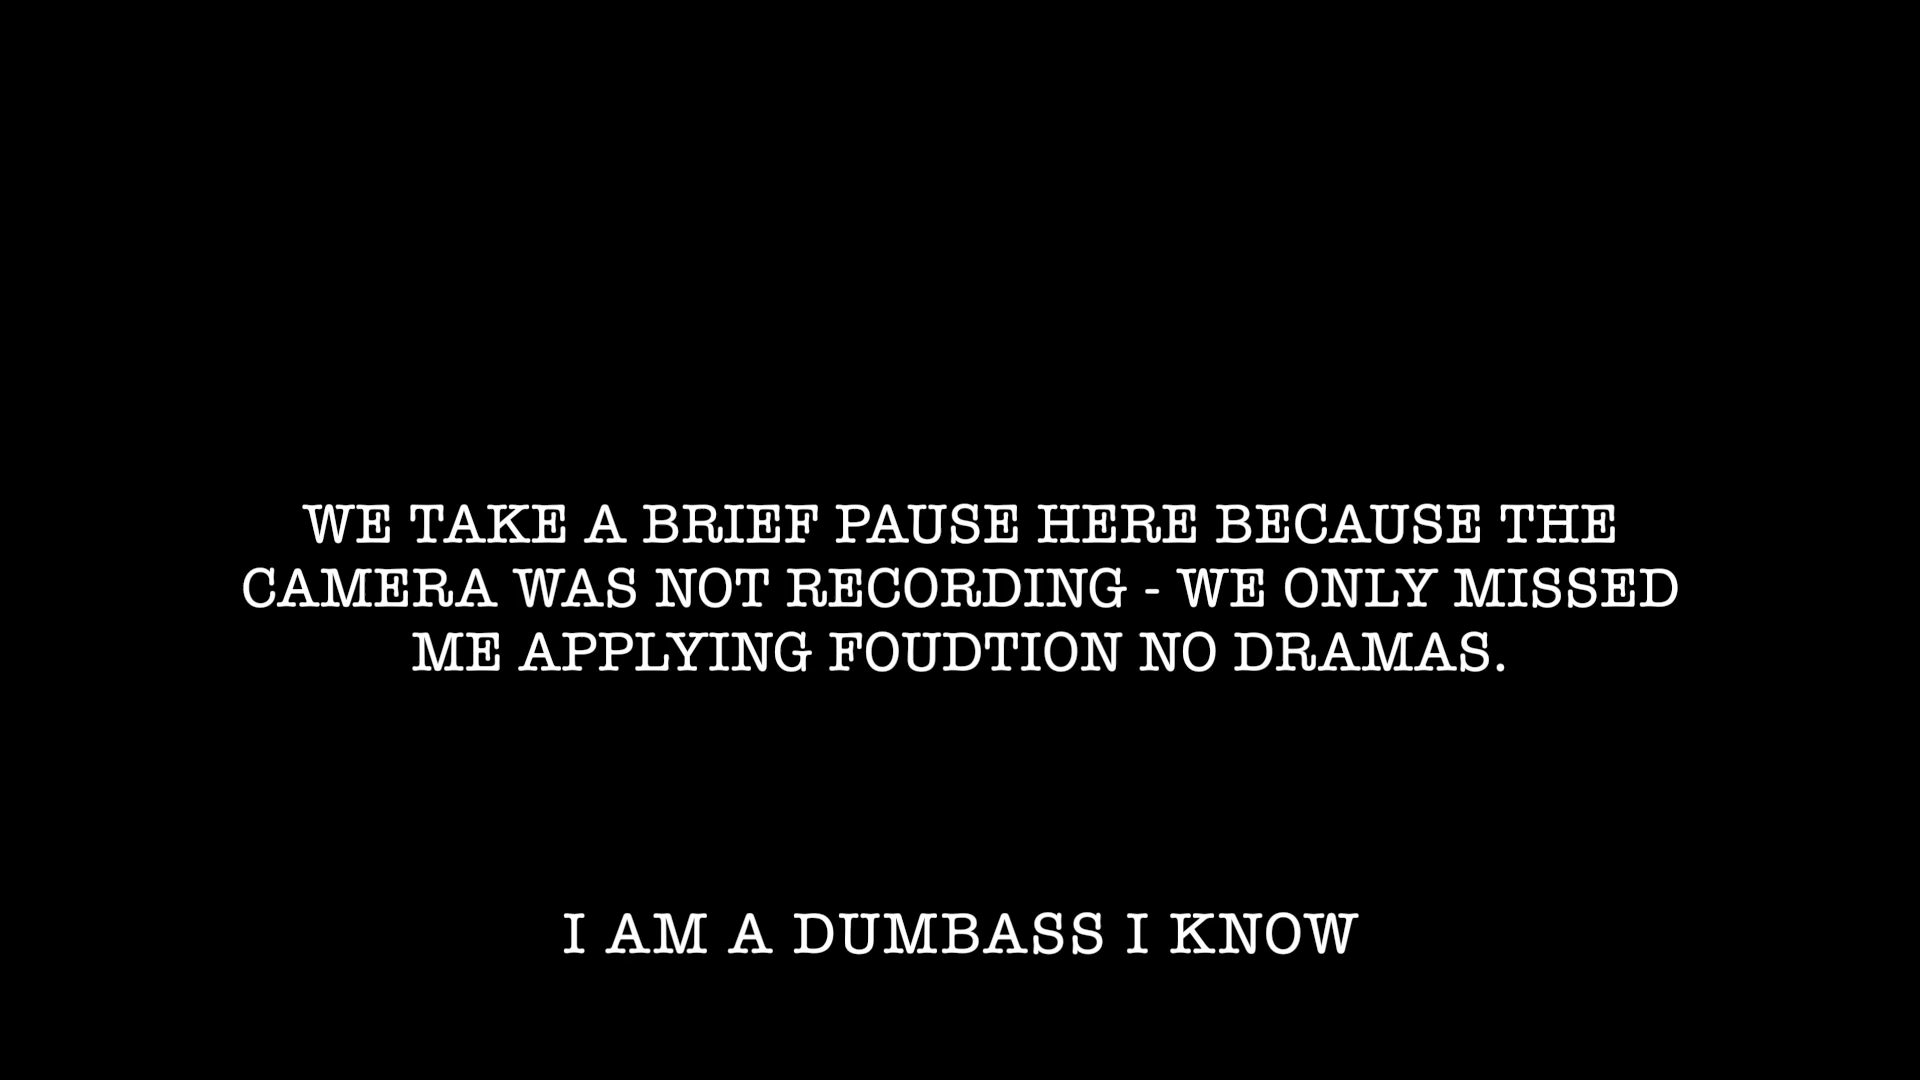 WE TAKE A BRIEF PAUSE HERE BECAUSE THE
CAMERA WAS NOT RECORDING - WE ONLY MISSED
ME APPLYING FOUDTION NO DRAMAS.
I AM A DUMBASS I KNOW